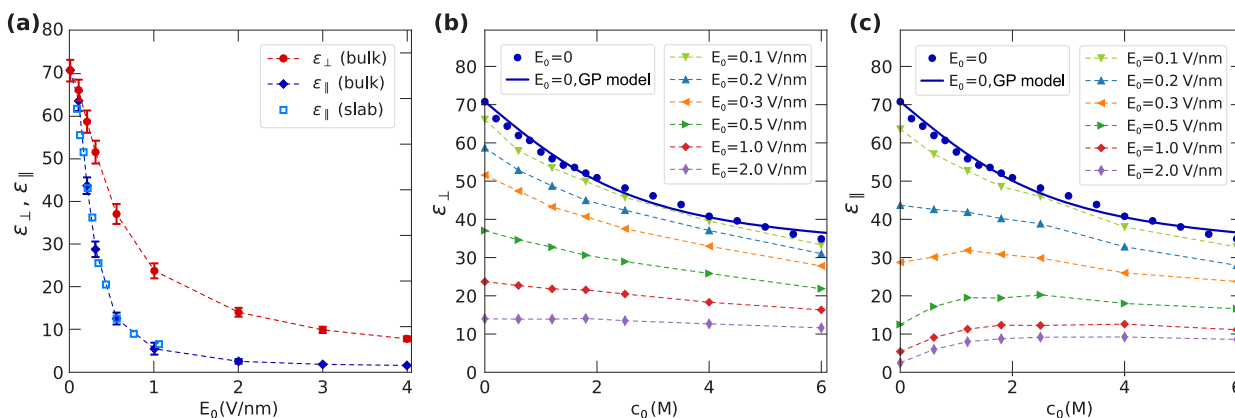 (a)
80
70
60
50
40
30
20
10
0
ε⊥, ε∥
0
1
2
3
4
E₀(V/nm)
ε⊥ (bulk)
ε∥ (bulk)
ε∥ (slab)
(b)
80
70
60
50
40
30
20
10
0
ε⊥
0
2
4
6
c₀(M)
E₀=0
E₀=0,GP model
E₀=0.1 V/nm
E₀=0.2 V/nm
E₀=0·3 V/nm
E₀=0.5 V/nm
E₀=1.0 V/nm
E₀=2.0 V/nm
(c)
80
70
60
50
40
30
20
10
0
ε∥
0
2
4
6
c₀(M)
E₀=0
E₀=0,GP model
E₀=0.1 V/nm
E₀=0.2 V/nm
E₀=0.3 V/nm
E₀=0.5 V/nm
E₀=1.0 V/nm
E₀=2.0 V/nm